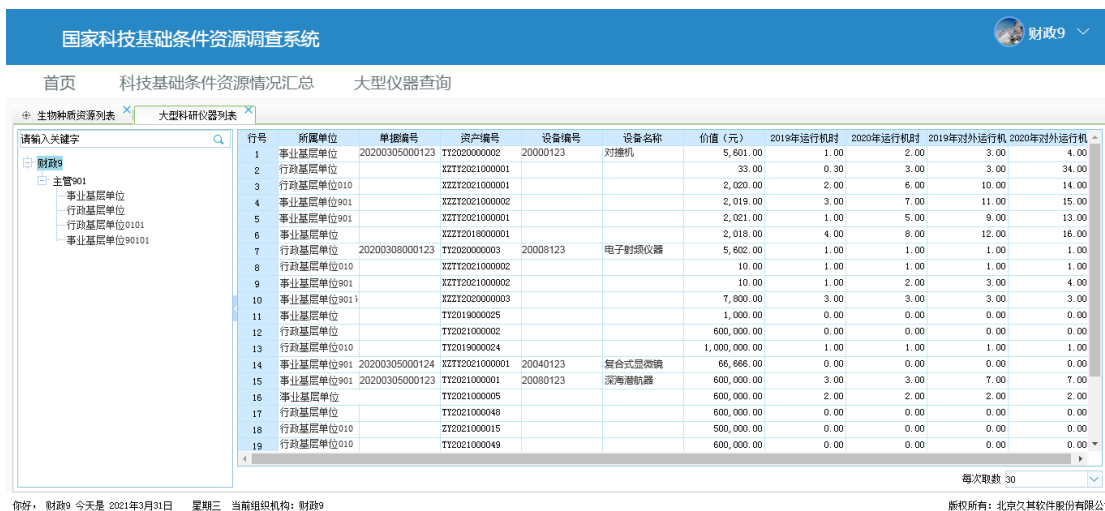 国家科技基础条件资源调查系统 财政9
首页 科技基础条件资源情况汇总 大型仪器查询
生物种质资源列表 大型科研仪器列表
请输入关键字
财政9
主管901
事业基层单位
行政基层单位
行政基层单位0101
事业基层单位90101
行号 所属单位 单据编号 资产编号 设备编号 设备名称 价值（元） 2019年运行机时 2020年运行机时 2019年对外运行机 2020年对外运行机
1 事业基层单位 20200305000123 TY2020000002 20000123 对撞机 5,601.00 1.00 2.00 3.00 4.00
2 行政基层单位 XZTY2021000001 33.00 0.30 3.00 3.00 34.00
3 行政基层单位010 XZZY2021000001 2,020.00 2.00 6.00 10.00 14.00
4 事业基层单位901 XZZY2021000002 2,019.00 3.00 7.00 11.00 15.00
5 事业基层单位901 XZZY2021000001 2,021.00 1.00 5.00 9.00 13.00
6 事业基层单位 XZZY2018000001 2,018.00 4.00 8.00 12.00 16.00
7 行政基层单位 20200308000123 TY2020000003 20008123 电子射频仪器 5,602.00 1.00 1.00 1.00 1.00
8 行政基层单位010 XZTY2021000002 10.00 1.00 1.00 1.00 1.00
9 事业基层单位901 XZTY2021000002 10.00 1.00 2.00 3.00 4.00
10 事业基层单位901 XZZY2020000003 7,800.00 3.00 3.00 3.00 3.00
11 事业基层单位 TY2019000025 1,000.00 0.00 0.00 0.00 0.00
12 行政基层单位 TY2021000002 600,000.00 0.00 0.00 0.00 0.00
13 行政基层单位010 TY2019000024 1,000,000.00 1.00 1.00 1.00 1.00
14 事业基层单位901 20200305000124 XZTY2021000001 20040123 复合式显微镜 66,666.00 0.00 0.00 0.00 0.00
15 事业基层单位901 20200305000123 TY2021000001 20080123 深海潜航器 600,000.00 3.00 3.00 7.00 7.00
16 事业基层单位 TY2021000005 600,000.00 2.00 2.00 2.00 2.00
17 行政基层单位 TY2021000048 600,000.00 0.00 0.00 0.00 0.00
18 行政基层单位010 ZY2021000015 500,000.00 0.00 0.00 0.00 0.00
19 行政基层单位010 TY2021000049 600,000.00 0.00 0.00 0.00 0.00
每次取数 30
你好， 财政9 今天是 2021年3月31日 星期三 当前组织机构：财政9 版权所有：北京久其软件股份有限公